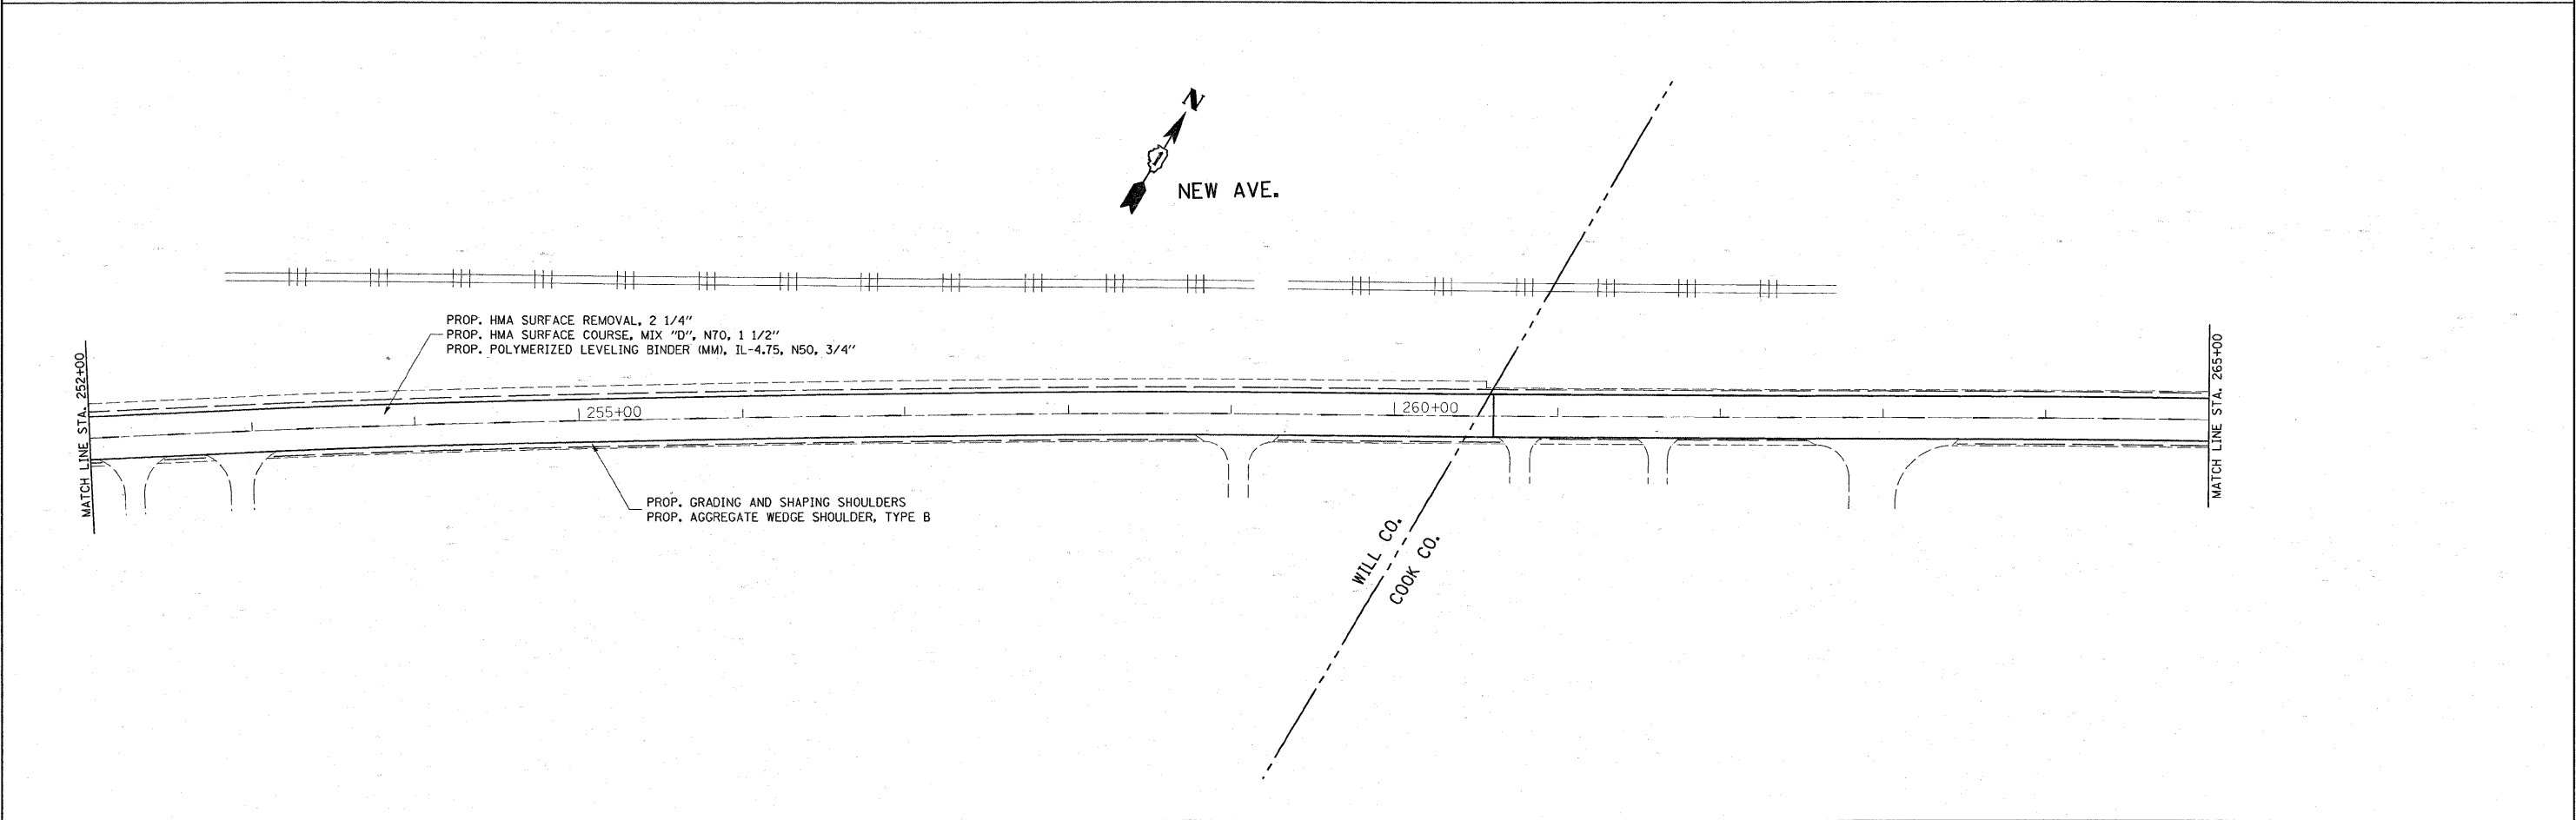 N
1
NEW AVE.
PROP. HMA SURFACE REMOVAL, 2 1/4"
PROP. HMA SURFACE COURSE, MIX "D", N70, 1 1/2"
PROP. POLYMERIZED LEVELING BINDER (MM), IL-4.75, N50, 3/4"
MATCH LINE STA. 252+00
255+00
260+00
MATCH LINE STA. 265+00
PROP. GRADING AND SHAPING SHOULDERS
PROP. AGGREGATE WEDGE SHOULDER, TYPE B
WILL CO.
COOK CO.